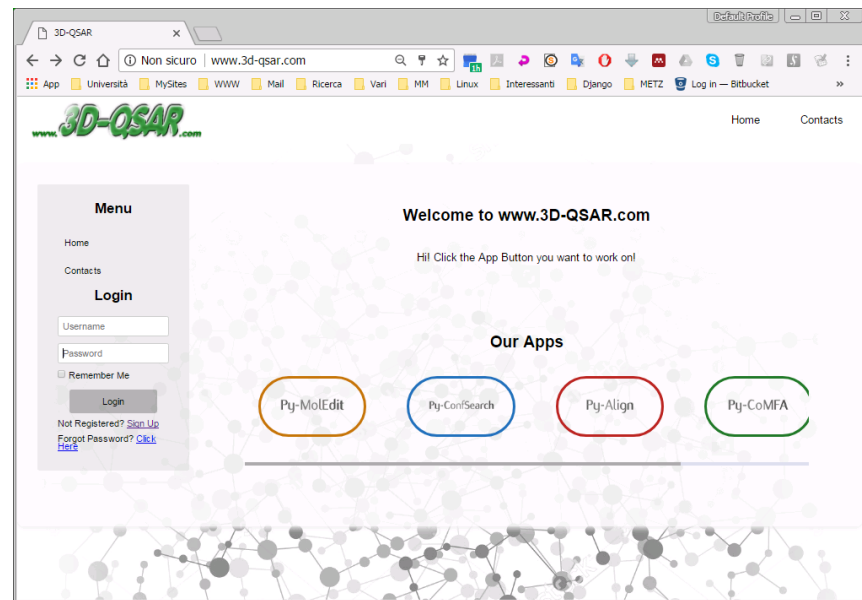 Default Profile
3D-QSAR
Non sicuro | www.3d-qsar.com
1h
App Università MySites WWW Mail Ricerca Vari MM Linux Interessanti Django METZ Log in — Bitbucket »
www.3D-QSAR.com
Home Contacts
Menu
Home
Contacts
Login
Username
Password
Remember Me
Login
Not Registered? Sign Up
Forgot Password? Click
Here
Welcome to www.3D-QSAR.com
Hi! Click the App Button you want to work on!
Our Apps
Py-MolEdit Py-ConfSearch Py-Align Py-CoMFA